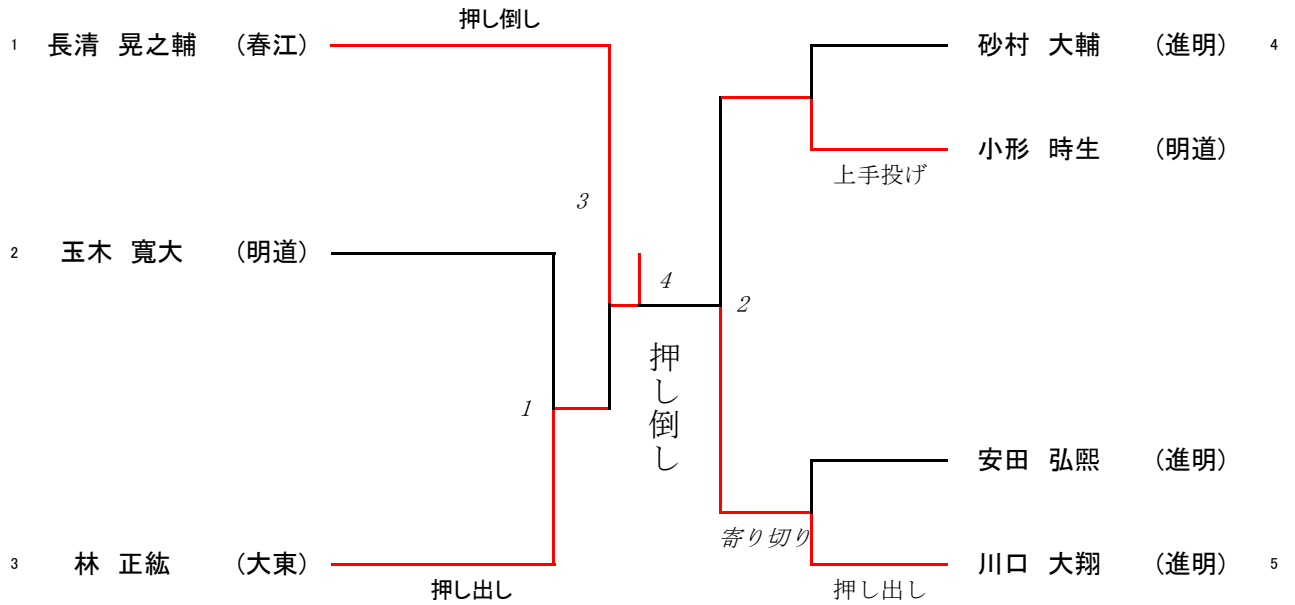 押し倒し
1 長清 晃之輔 （春江）
砂村 大輔 （進明） 4
小形 時生 （明道）
上手投げ
3
2 玉木 寛大 （明道）
4
2
押し倒し
1
安田 弘熙 （進明）
寄り切り
3 林 正紘 （大東）
川口 大翔 （進明） 5
押し出し
押し出し